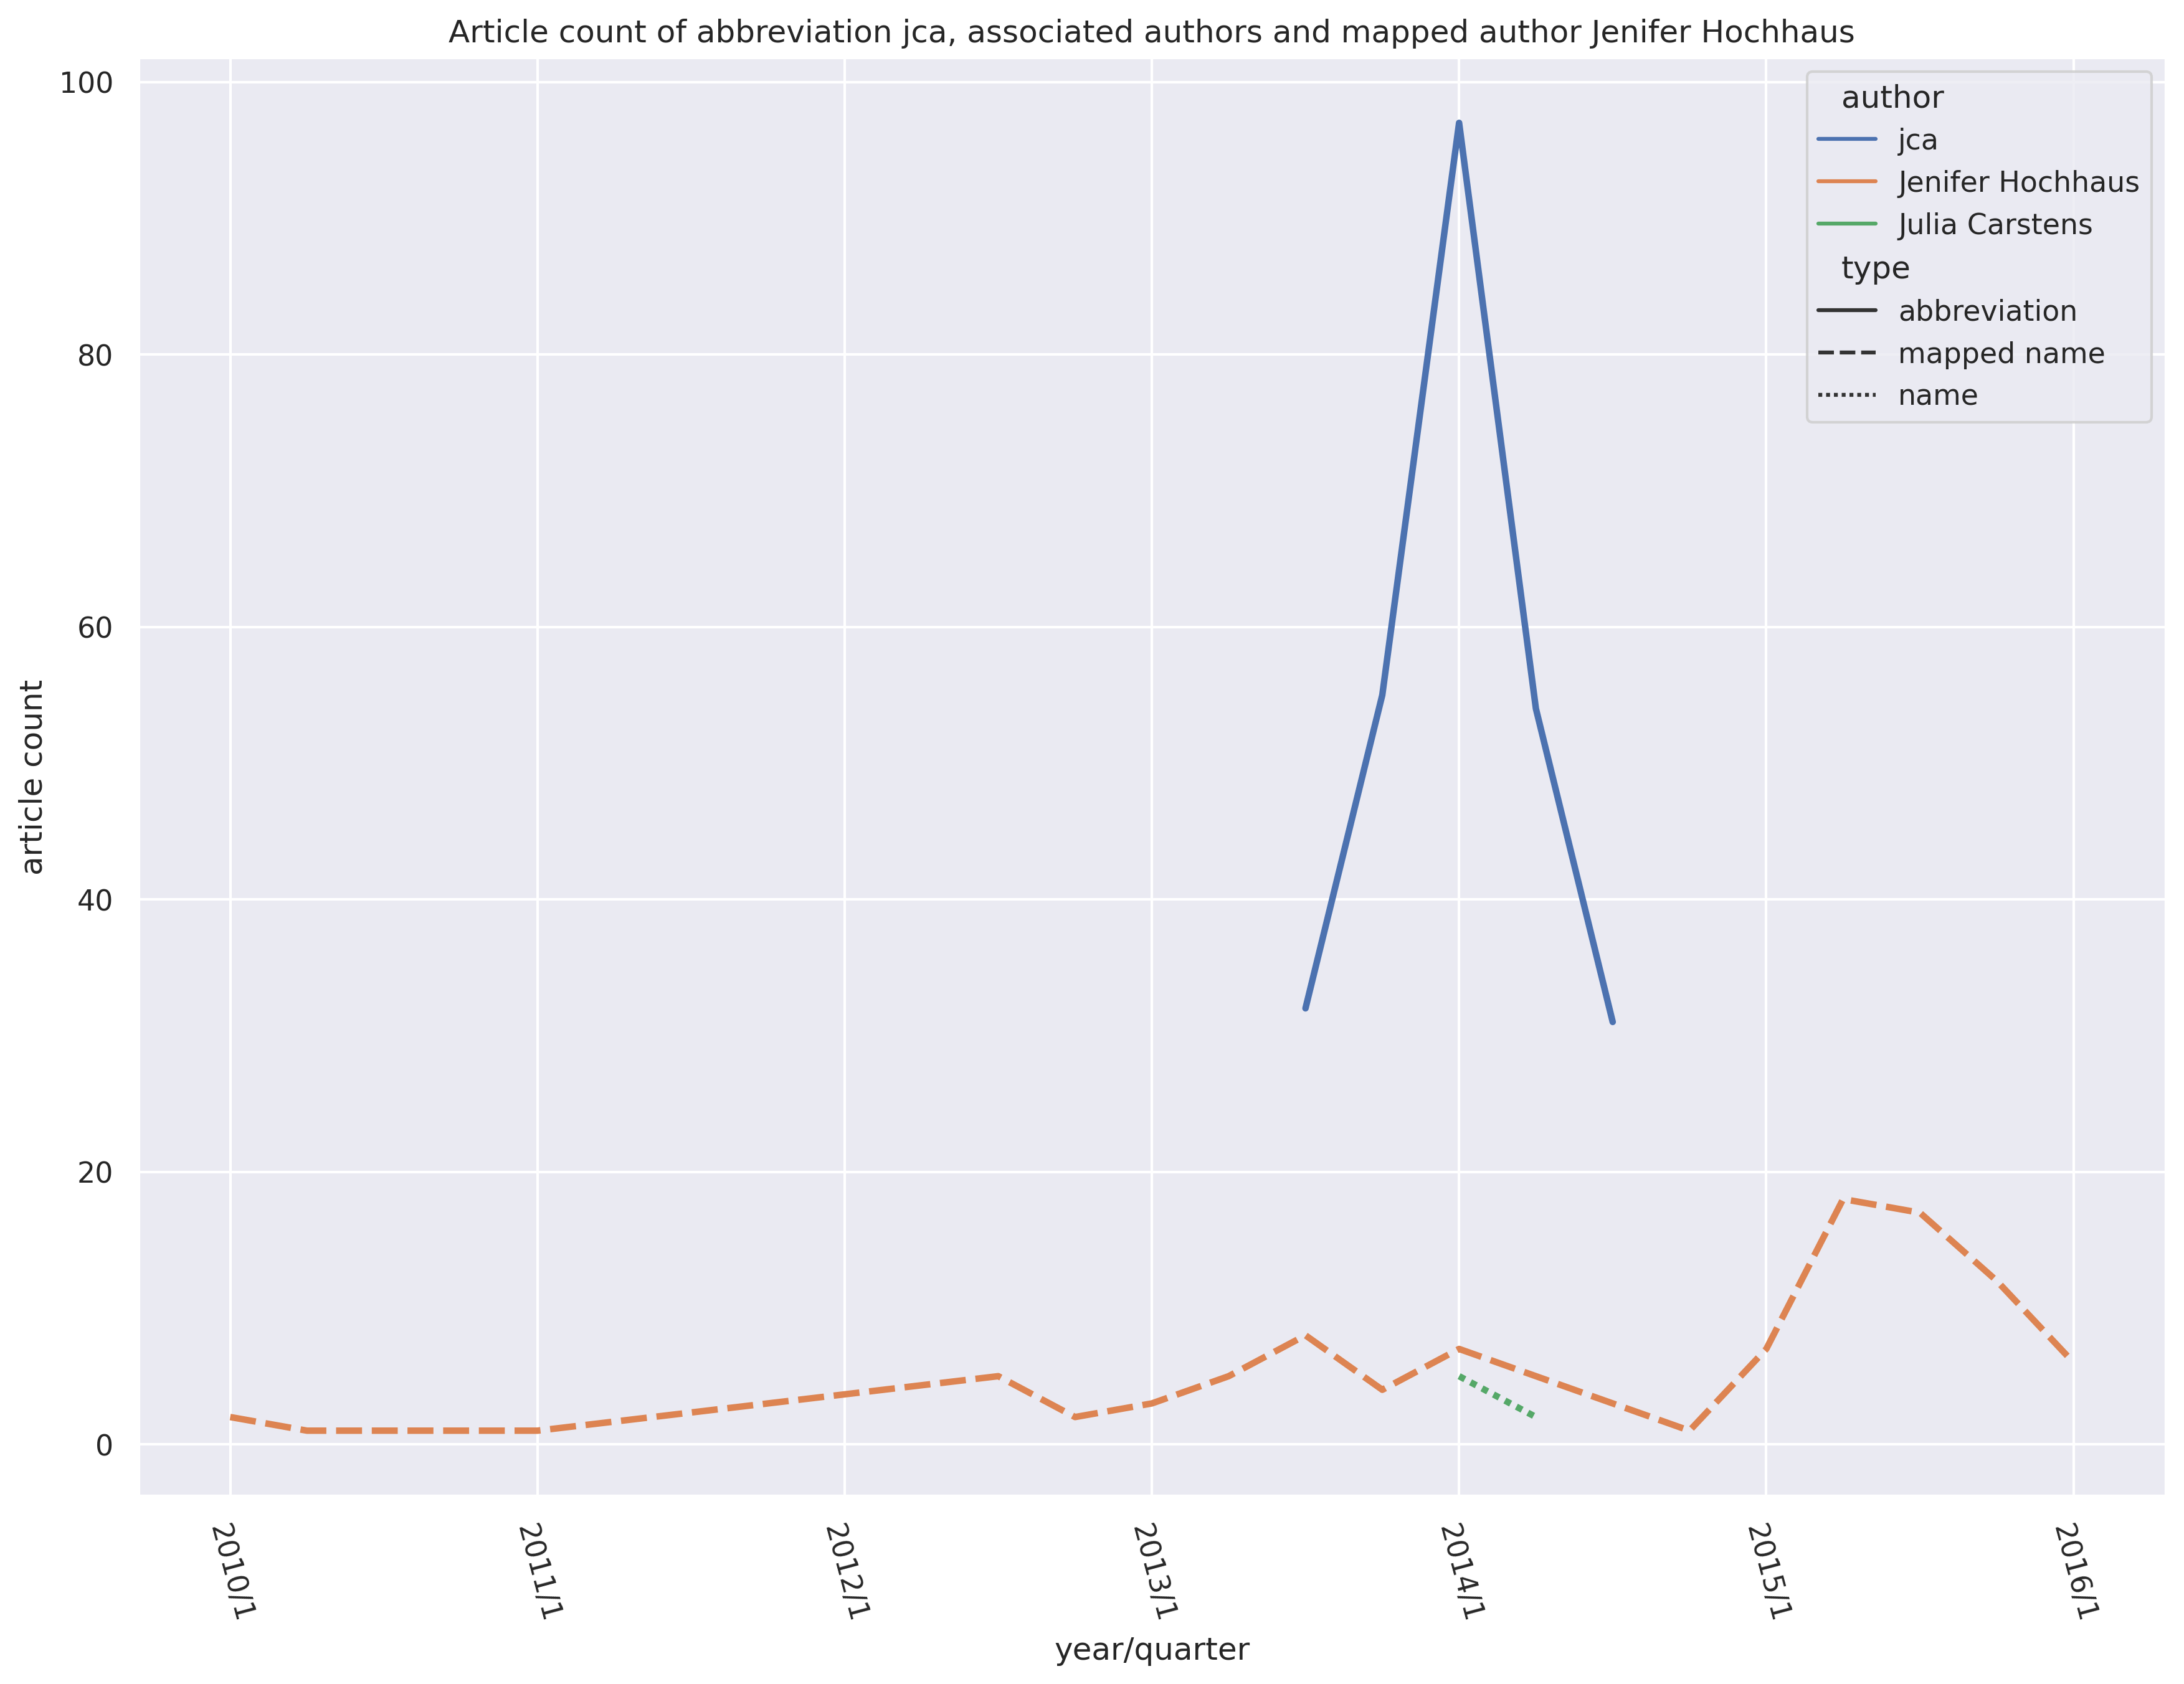 Article count of abbreviation jca, associated authors and mapped author Jenifer Hochhaus
author
jca
Jenifer Hochhaus
Julia Carstens
type
abbreviation
mapped name
name
article count
100
80
60
40
20
0
2010/1
2011/1
2012/1
2013/1
2014/1
2015/1
2016/1
year/quarter